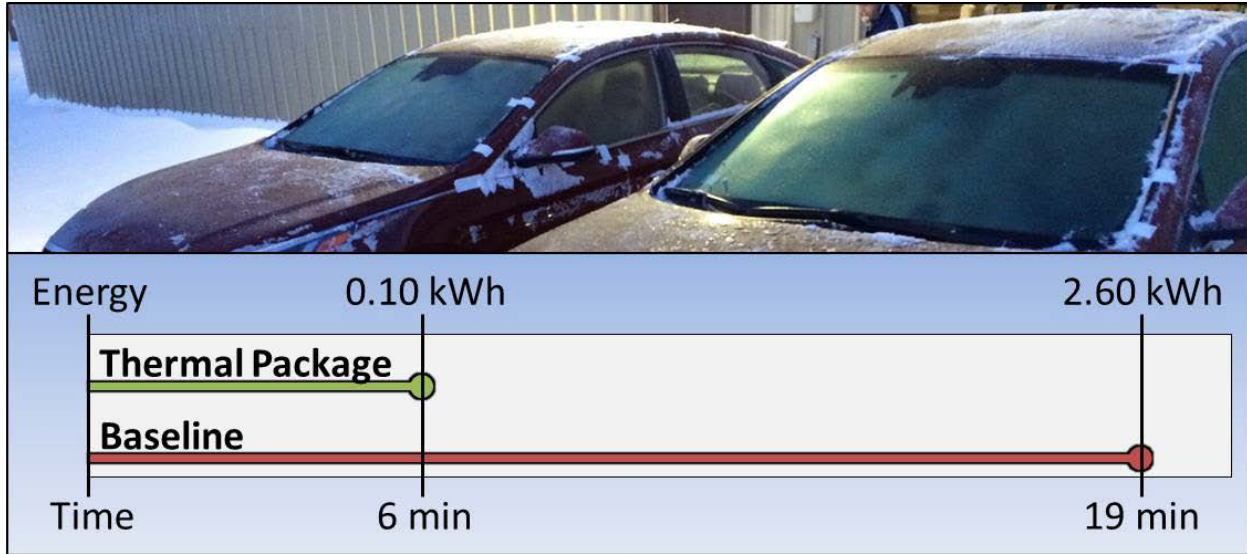 Energy 0.10 kWh 2.60 kWh
Thermal Package
Baseline
Time 6 min 19 min